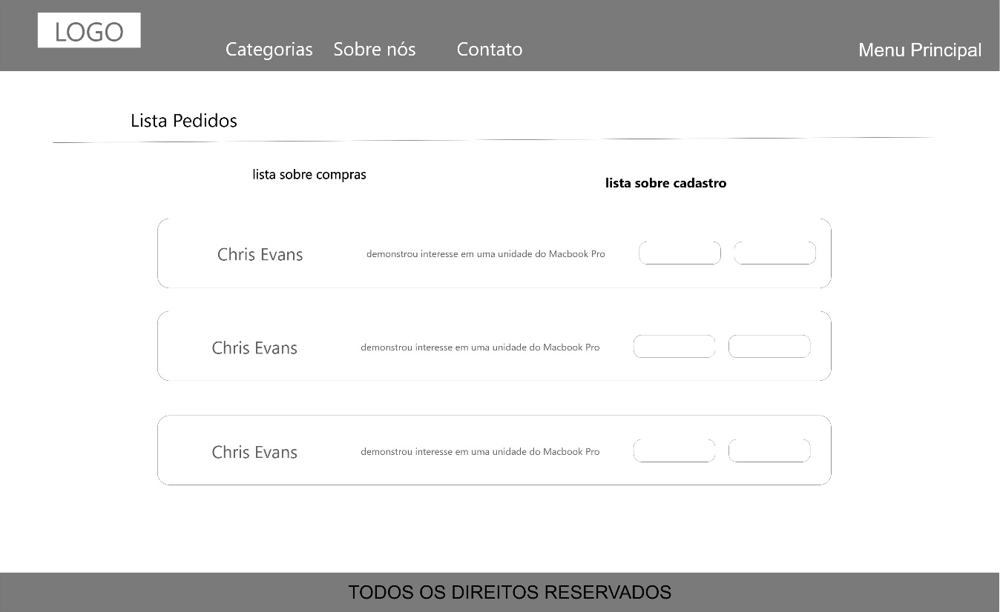 LOGO
Categorias Sobre nós Contato Menu Principal
Lista Pedidos
lista sobre compras
lista sobre cadastro
Chris Evans demonstrou interesse em uma unidade do Macbook Pro
Chris Evans demonstrou interesse em uma unidade do Macbook Pro
Chris Evans demonstrou interesse em uma unidade do Macbook Pro
TODOS OS DIREITOS RESERVADOS